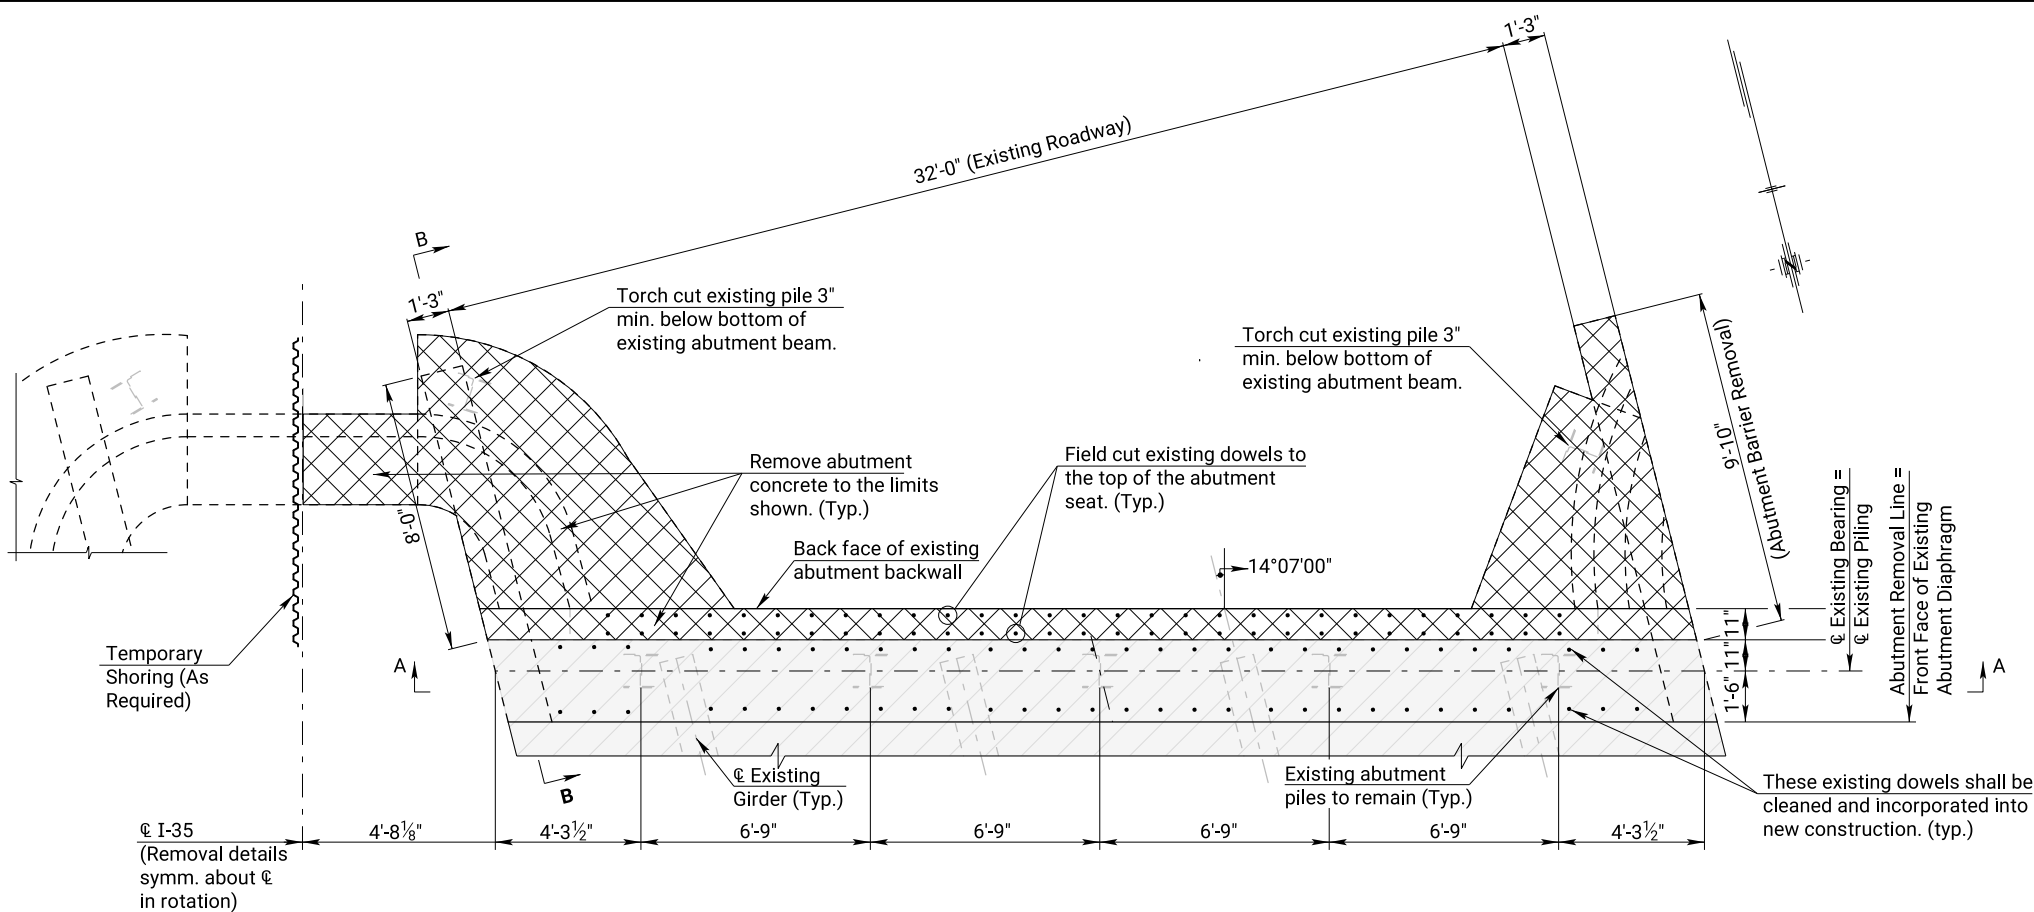 1'-3"
32'-0" (Existing Roadway)
B
1'-3"
Torch cut existing pile 3"
min. below bottom of
existing abutment beam.
Torch cut existing pile 3"
min. below bottom of
existing abutment beam.
N
9'-10"
(Abutment Barrier Removal)
8'-0"
Remove abutment
concrete to the limits
shown. (Typ.)
Field cut existing dowels to
the top of the abutment
seat. (Typ.)
Back face of existing
abutment backwall
14°07'00"
℄ Existing Bearing =
℄ Existing Piling
Abutment Removal Line =
Front Face of Existing
Abutment Diaphragm
11"
11"
1'-6"
Temporary
Shoring (As
Required)
A
A
B
℄ Existing
Girder (Typ.)
Existing abutment
piles to remain (Typ.)
These existing dowels shall be
cleaned and incorporated into
new construction. (typ.)
℄ I-35
(Removal details
symm. about ℄
in rotation)
4'-8⅛"
4'-3½"
6'-9"
6'-9"
6'-9"
6'-9"
4'-3½"